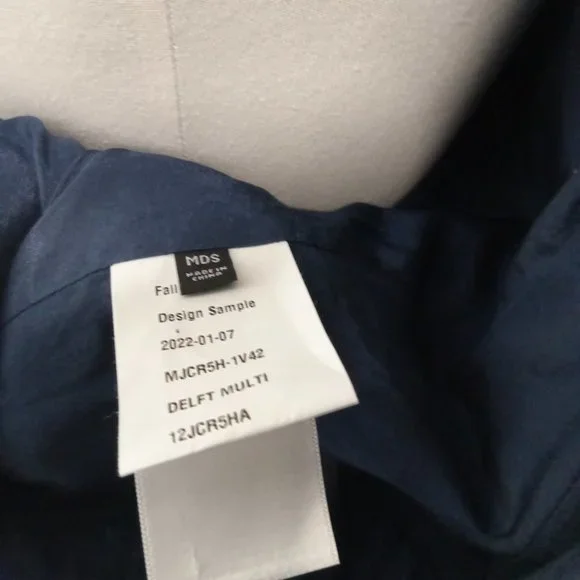 MDS
MADE IN
CHINA
Fall
Design Sample
2022-01-07
MJCR5H-1V42
DELFT MULTI
12JCR5HA